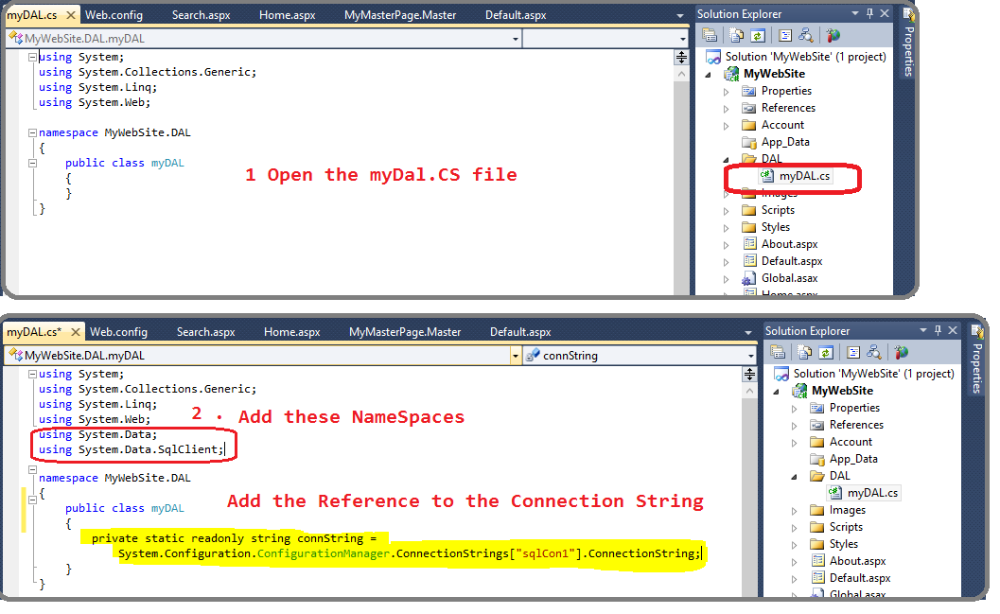 myDAL.cs Web.config Search.aspx Home.aspx MyMasterPage.Master Default.aspx
MyWebSite.DAL.myDAL
using System;
using System.Collections.Generic;
using System.Linq;
using System.Web;
namespace MyWebSite.DAL
{
public class myDAL
{
}
}
1 Open the myDal.CS file
Solution Explorer
Solution 'MyWebSite' (1 project)
MyWebSite
Properties
References
Account
App_Data
DAL
myDAL.cs
Images
Scripts
Styles
About.aspx
Default.aspx
Global.asax
Home.aspx
Properties
myDAL.cs* Web.config Search.aspx Home.aspx MyMasterPage.Master Default.aspx
MyWebSite.DAL.myDAL connString
using System;
using System.Collections.Generic;
using System.Linq;
using System.Web;
using System.Data;
using System.Data.SqlClient;
2 . Add these NameSpaces
namespace MyWebSite.DAL
{
Add the Reference to the Connection String
public class myDAL
{
private static readonly string connString =
System.Configuration.ConfigurationManager.ConnectionStrings["sqlCon1"].ConnectionString;
}
}
Solution Explorer
Solution 'MyWebSite' (1 project)
MyWebSite
Properties
References
Account
App_Data
DAL
myDAL.cs
Images
Scripts
Styles
About.aspx
Default.aspx
Global.asax
Properties